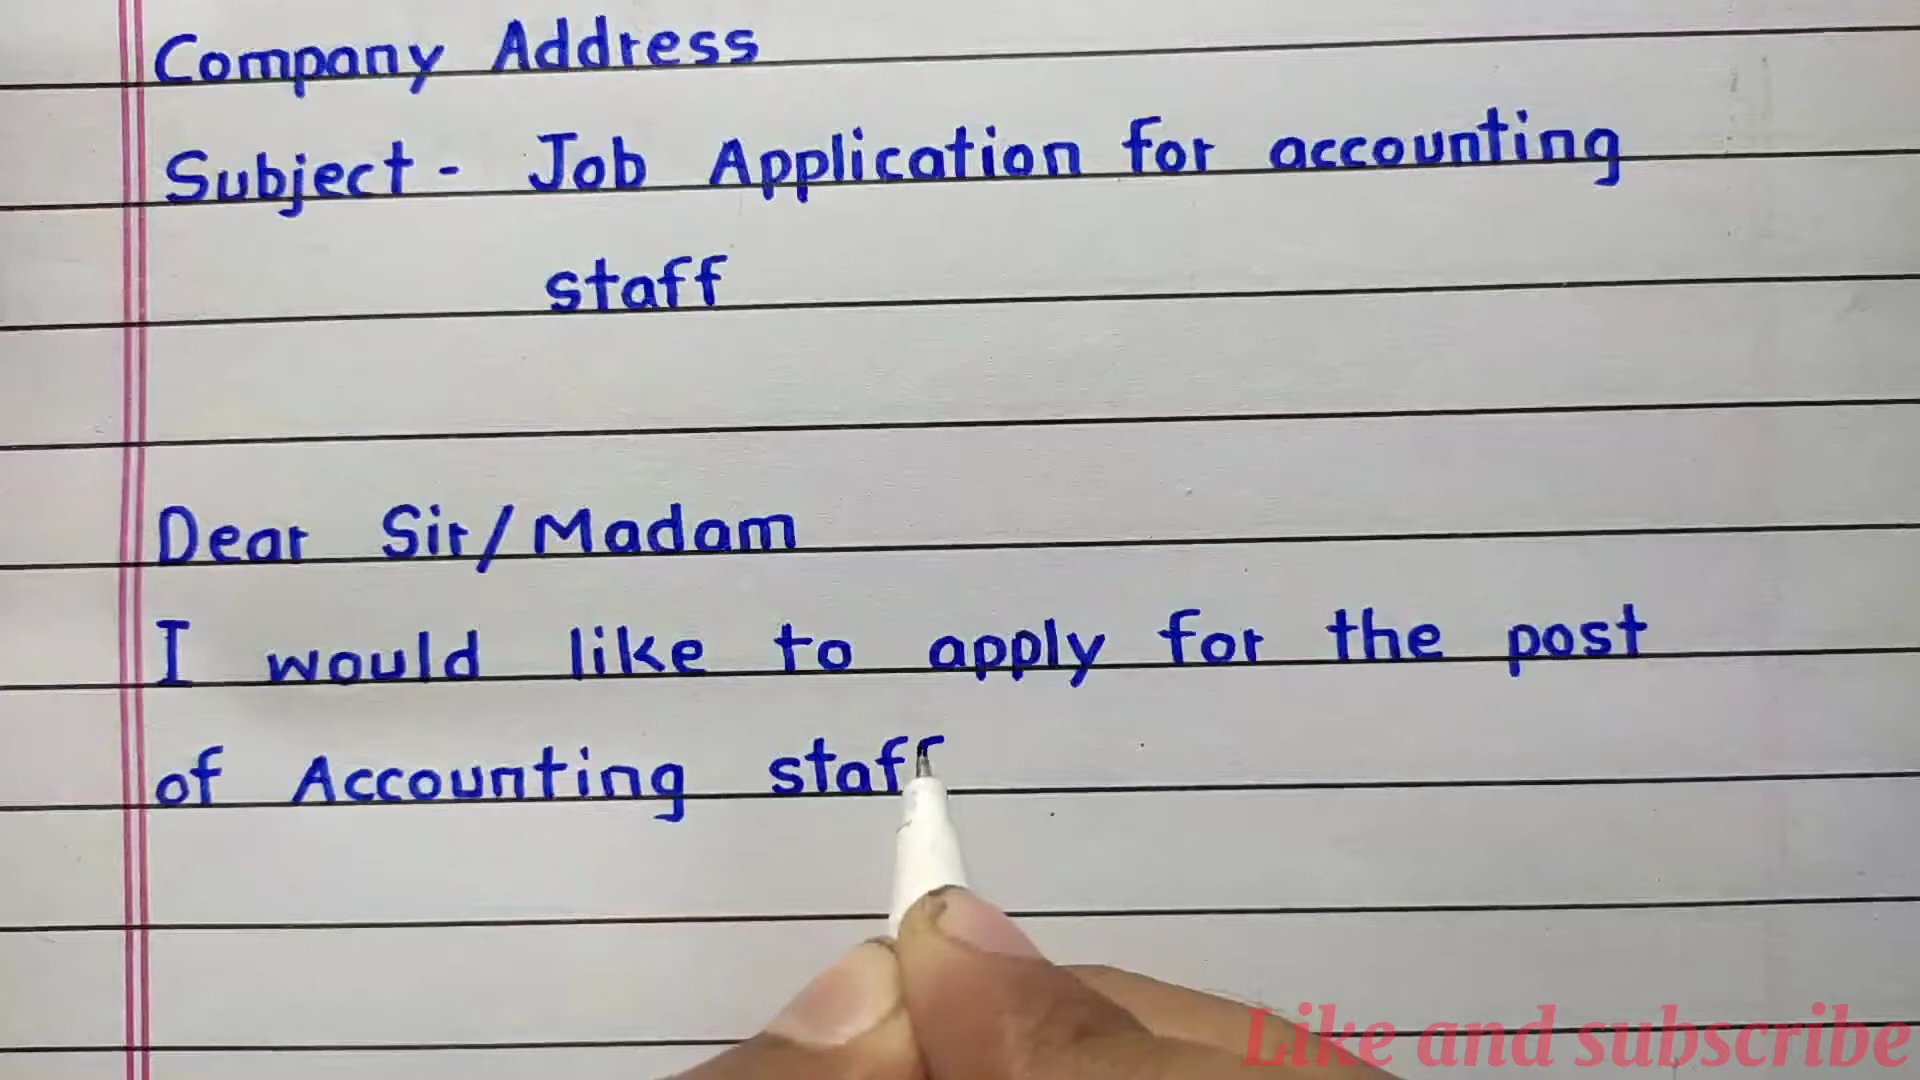 Company Address
Subject - Job Application for accounting
staff
Dear Sir/Madam
I would like to apply for the post
of Accounting staff
Like and subscribe